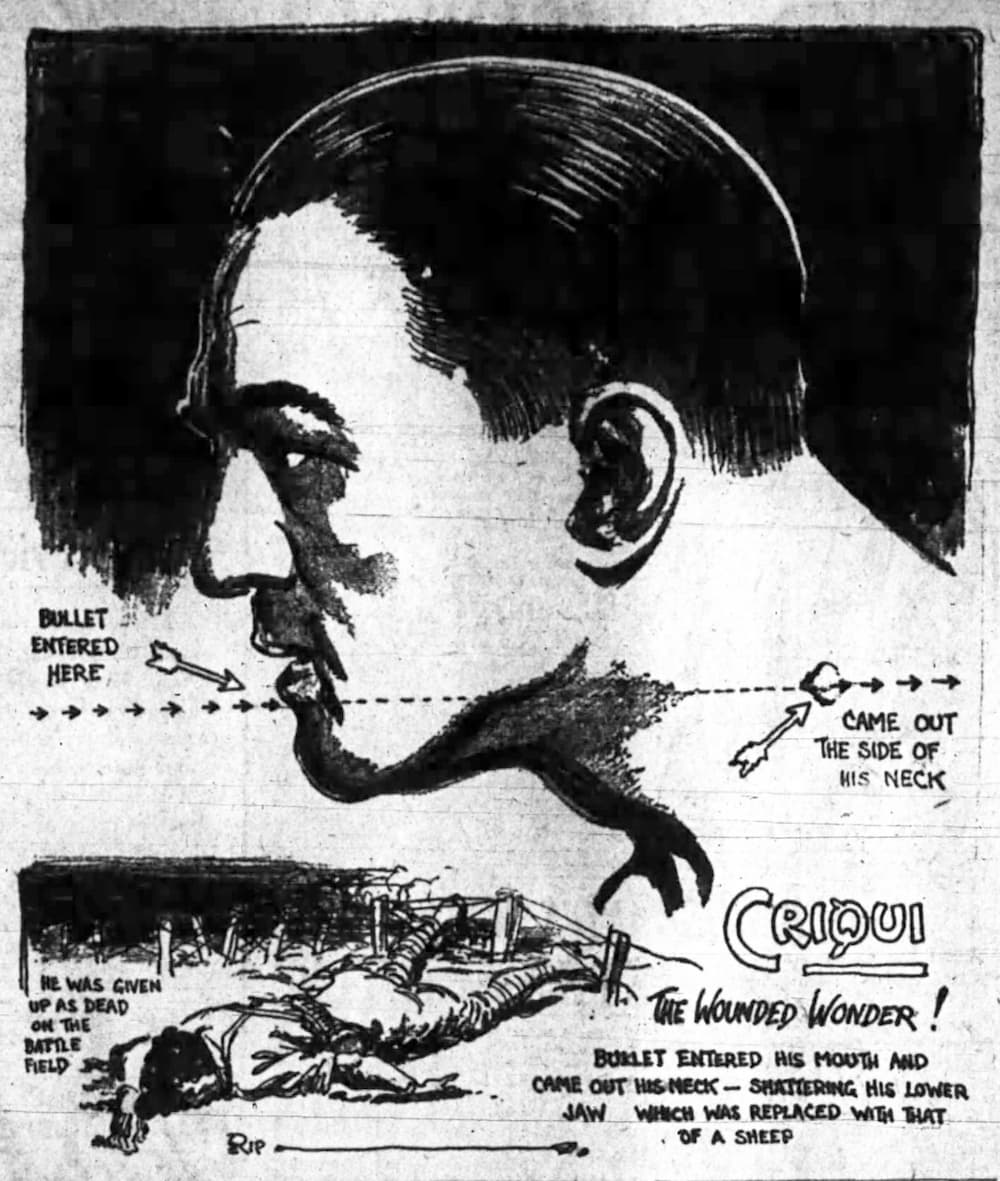 BULLET
ENTERED
HERE
CAME OUT
THE SIDE OF
HIS NECK
HE WAS GIVEN
UP AS DEAD
ON THE
BATTLE
FIELD
CRIQUI
THE WOUNDED WONDER!
BULLET ENTERED HIS MOUTH AND
CAME OUT HIS NECK — SHATTERING HIS LOWER
JAW WHICH WAS REPLACED WITH THAT
OF A SHEEP
RIP